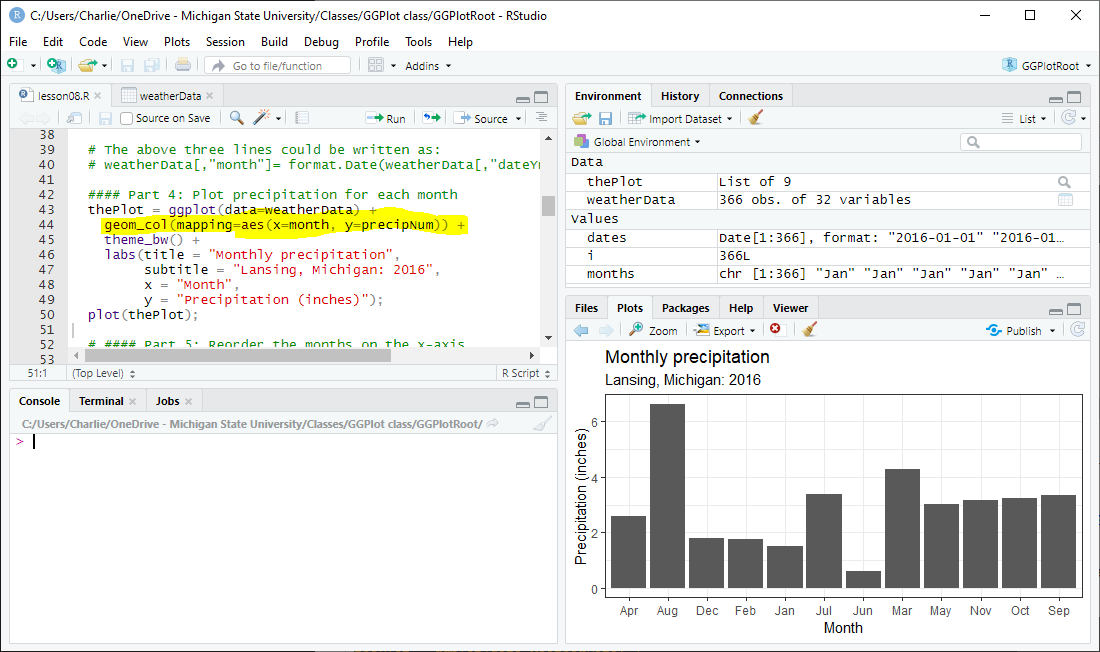 C:/Users/Charlie/OneDrive - Michigan State University/Classes/GGPlot class/GGPlotRoot - RStudio
File Edit Code View Plots Session Build Debug Profile Tools Help
Go to file/function Addins GGPlotRoot
lesson08.R weatherData
Source on Save Run Source
38
39 # The above three lines could be written as:
40 # weatherData[,"month"]= format.Date(weatherData[,"dateYr
41
42 #### Part 4: Plot precipitation for each month
43 thePlot = ggplot(data=weatherData) +
44 geom_col(mapping=aes(x=month, y=precipNum)) +
45 theme_bw() +
46 labs(title = "Monthly precipitation",
47 subtitle = "Lansing, Michigan: 2016",
48 x = "Month",
49 y = "Precipitation (inches)");
50 plot(thePlot);
51
52 # #### Part 5: Reorder the months on the x-axis
53
51:1 (Top Level) R Script
Console Terminal Jobs
C:/Users/Charlie/OneDrive - Michigan State University/Classes/GGPlot class/GGPlotRoot/
>
Environment History Connections
Import Dataset List
Global Environment
Data
thePlot List of 9
weatherData 366 obs. of 32 variables
Values
dates Date[1:366], format: "2016-01-01" "2016-01…
i 366L
months chr [1:366] "Jan" "Jan" "Jan" "Jan" "Jan" …
Files Plots Packages Help Viewer
Zoom Export Publish
Monthly precipitation
Lansing, Michigan: 2016
Precipitation (inches)
6
4
2
0
Apr Aug Dec Feb Jan Jul Jun Mar May Nov Oct Sep
Month